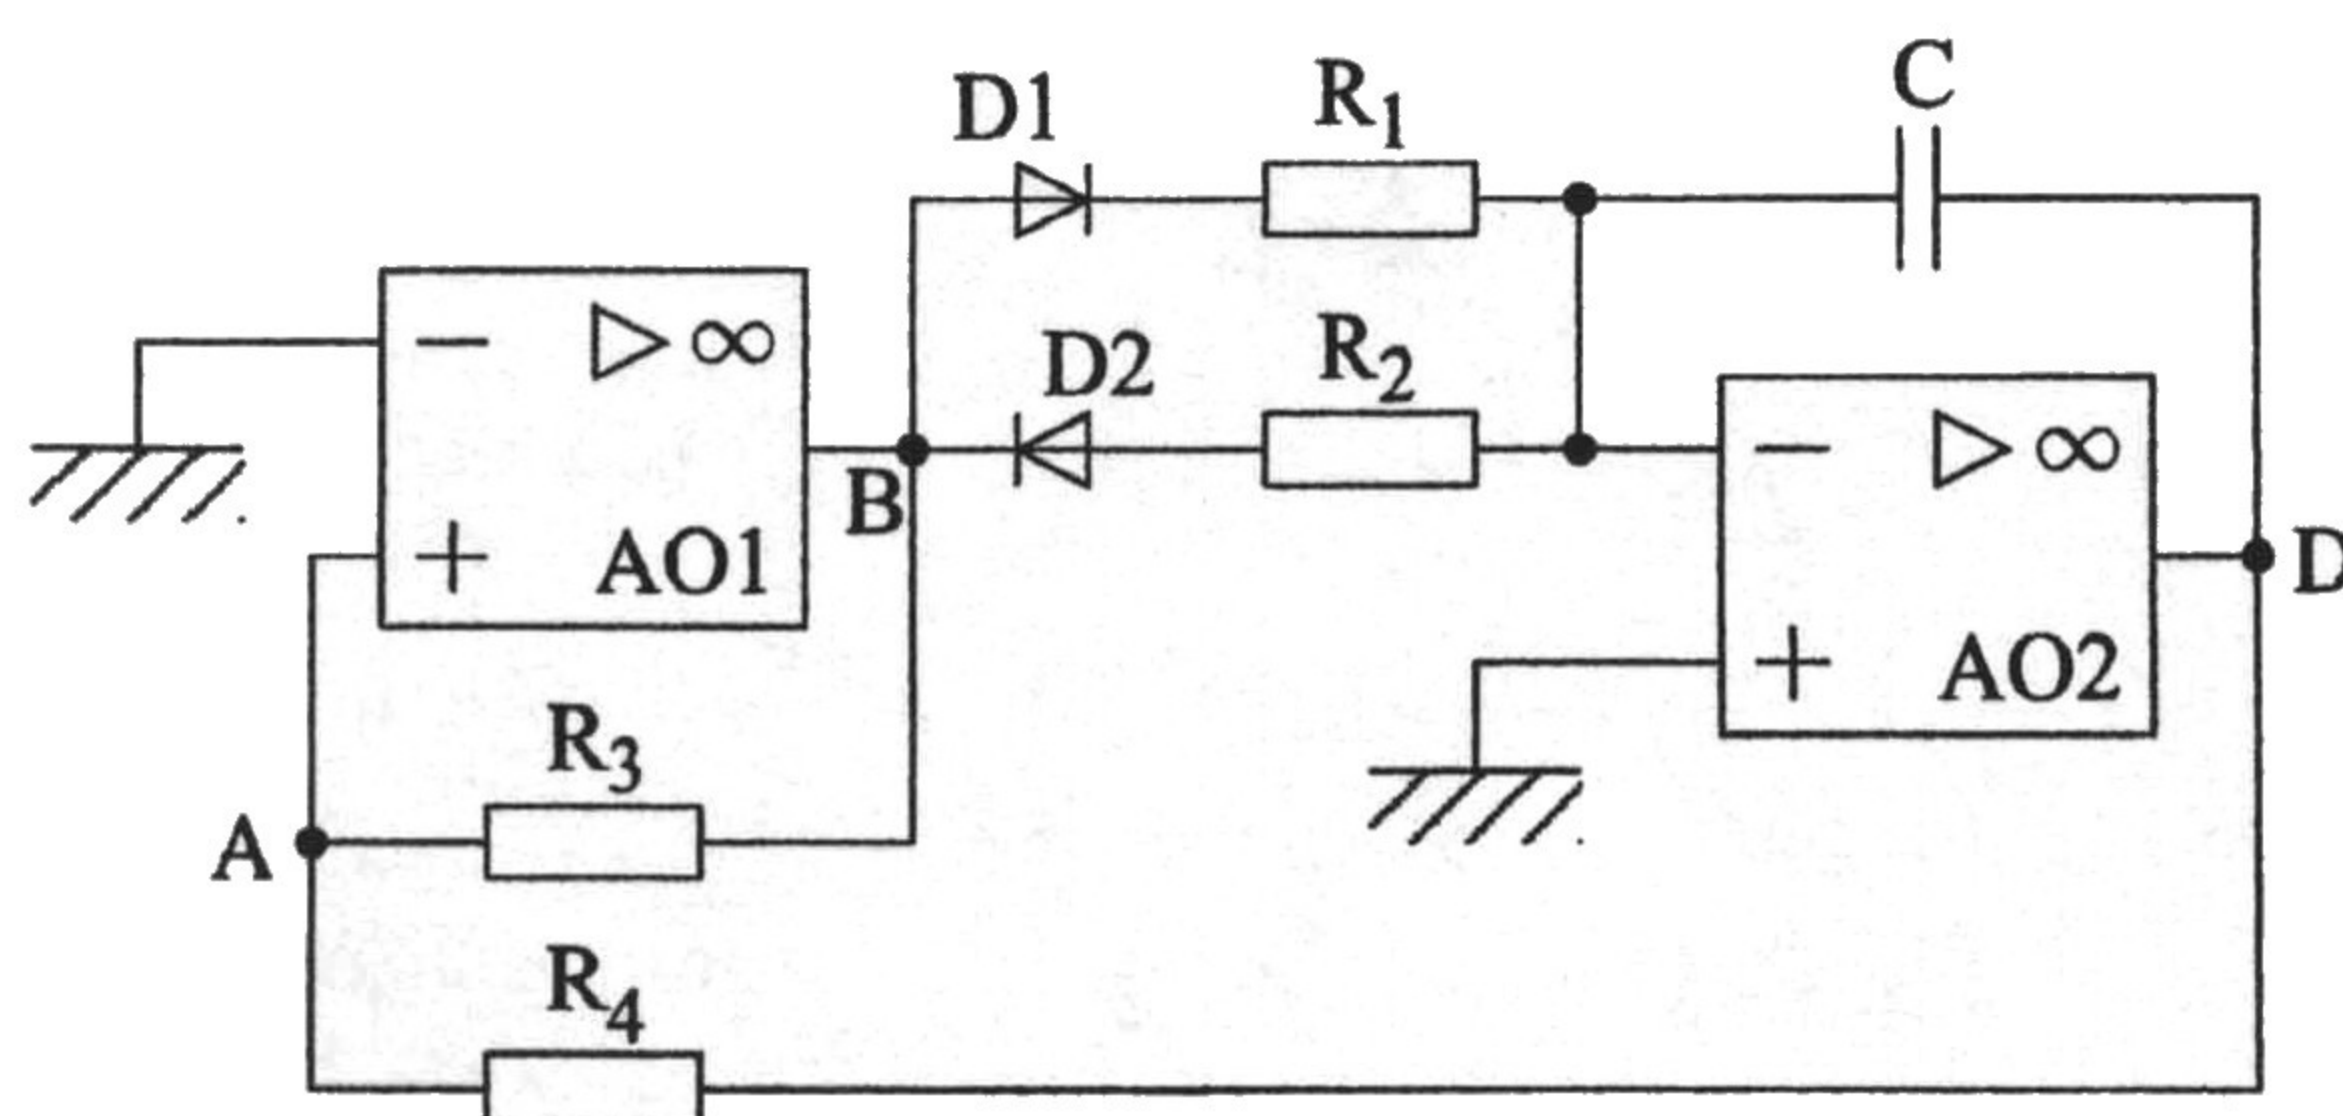 C
D1 R₁
− ▷ ∞
D2 R₂
B
− ▷ ∞
+ AO1
D
+ AO2
R₃
A
R₄